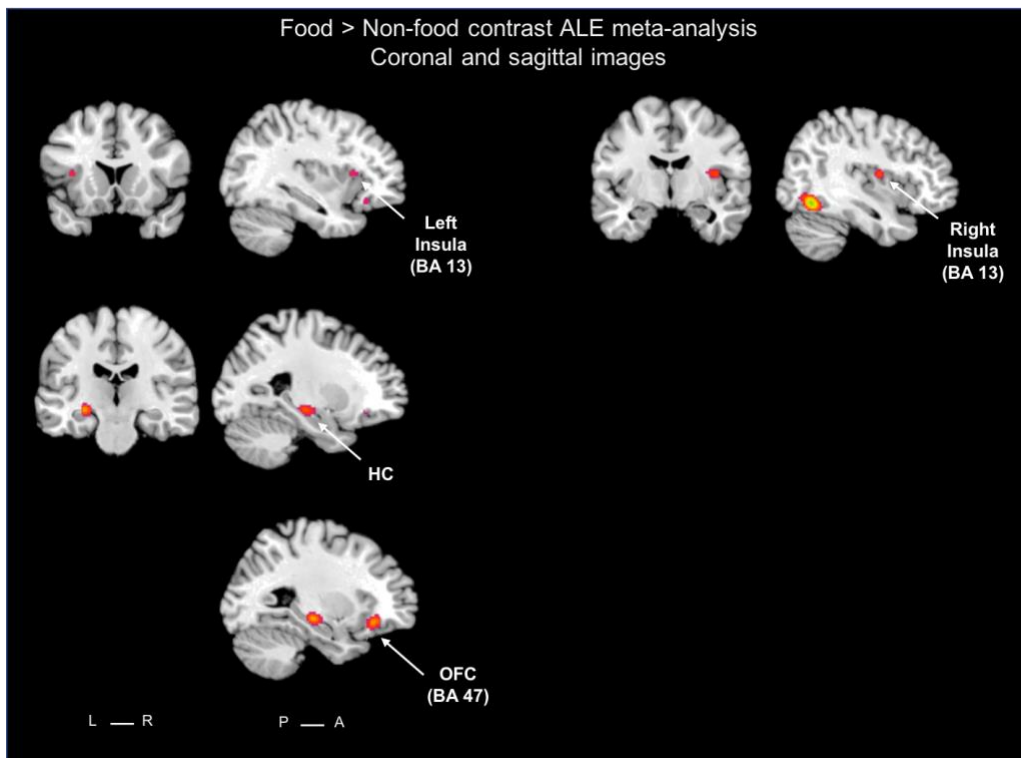 Food > Non-food contrast ALE meta-analysis
Coronal and sagittal images
Left
Insula
(BA 13)
Right
Insula
(BA 13)
HC
OFC
(BA 47)
L — R
P — A